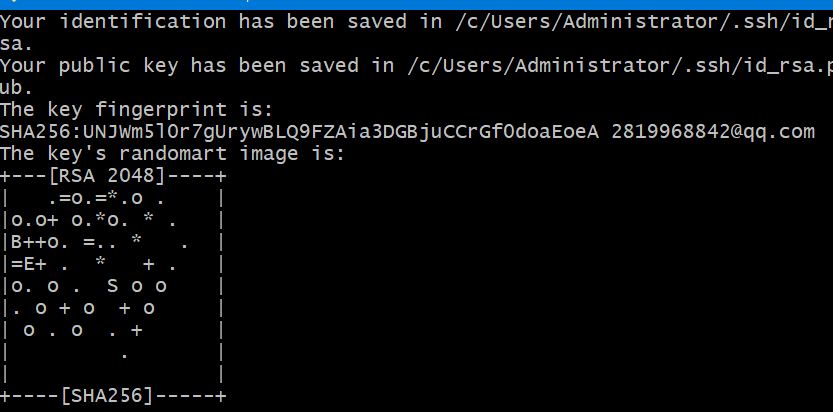 Your identification has been saved in /c/Users/Administrator/.ssh/id_r
sa.
Your public key has been saved in /c/Users/Administrator/.ssh/id_rsa.p
ub.
The key fingerprint is:
SHA256:UNJWm5lOr7gUrywBLQ9FZAia3DGBjuCCrGfOdoaEoeA 2819968842@qq.com
The key's randomart image is:
+---[RSA 2048]----+
|   .=o.=*.o .    |
|o.o+ o.*o. * .   |
|B++o. =.. *   .  |
|=E+ .  *   + .   |
|o. o .  S o o    |
|. o + o  + o     |
| o . o  . +      |
|         .       |
|                 |
+----[SHA256]-----+